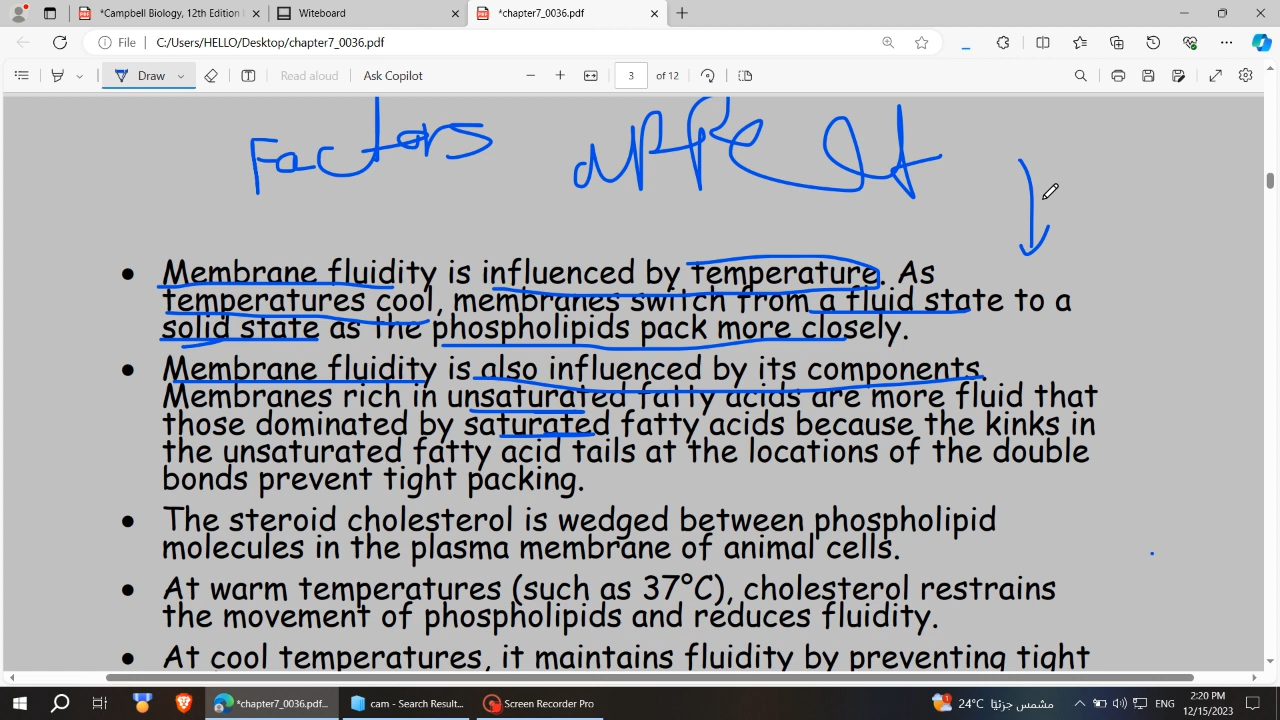 *Campbell Biology, 12th Edition
Witeboard
*chapter7_0036.pdf
File
C:/Users/HELLO/Desktop/chapter7_0036.pdf
Draw
Read aloud
Ask Copilot
3
of 12
Factors
• Membrane fluidity is influenced by temperature. As
temperatures cool, membranes switch from a fluid state to a
solid state as the phospholipids pack more closely.
• Membrane fluidity is also influenced by its components.
Membranes rich in unsaturated fatty acids are more fluid that
those dominated by saturated fatty acids because the kinks in
the unsaturated fatty acid tails at the locations of the double
bonds prevent tight packing.
• The steroid cholesterol is wedged between phospholipid
molecules in the plasma membrane of animal cells.
• At warm temperatures (such as 37°C), cholesterol restrains
the movement of phospholipids and reduces fluidity.
• At cool temperatures, it maintains fluidity by preventing tight
*chapter7_0036.pdf...
cam - Search Result...
Screen Recorder Pro
1
24°C مشمس جزئيًا
ENG
2:20 PM
12/15/2023